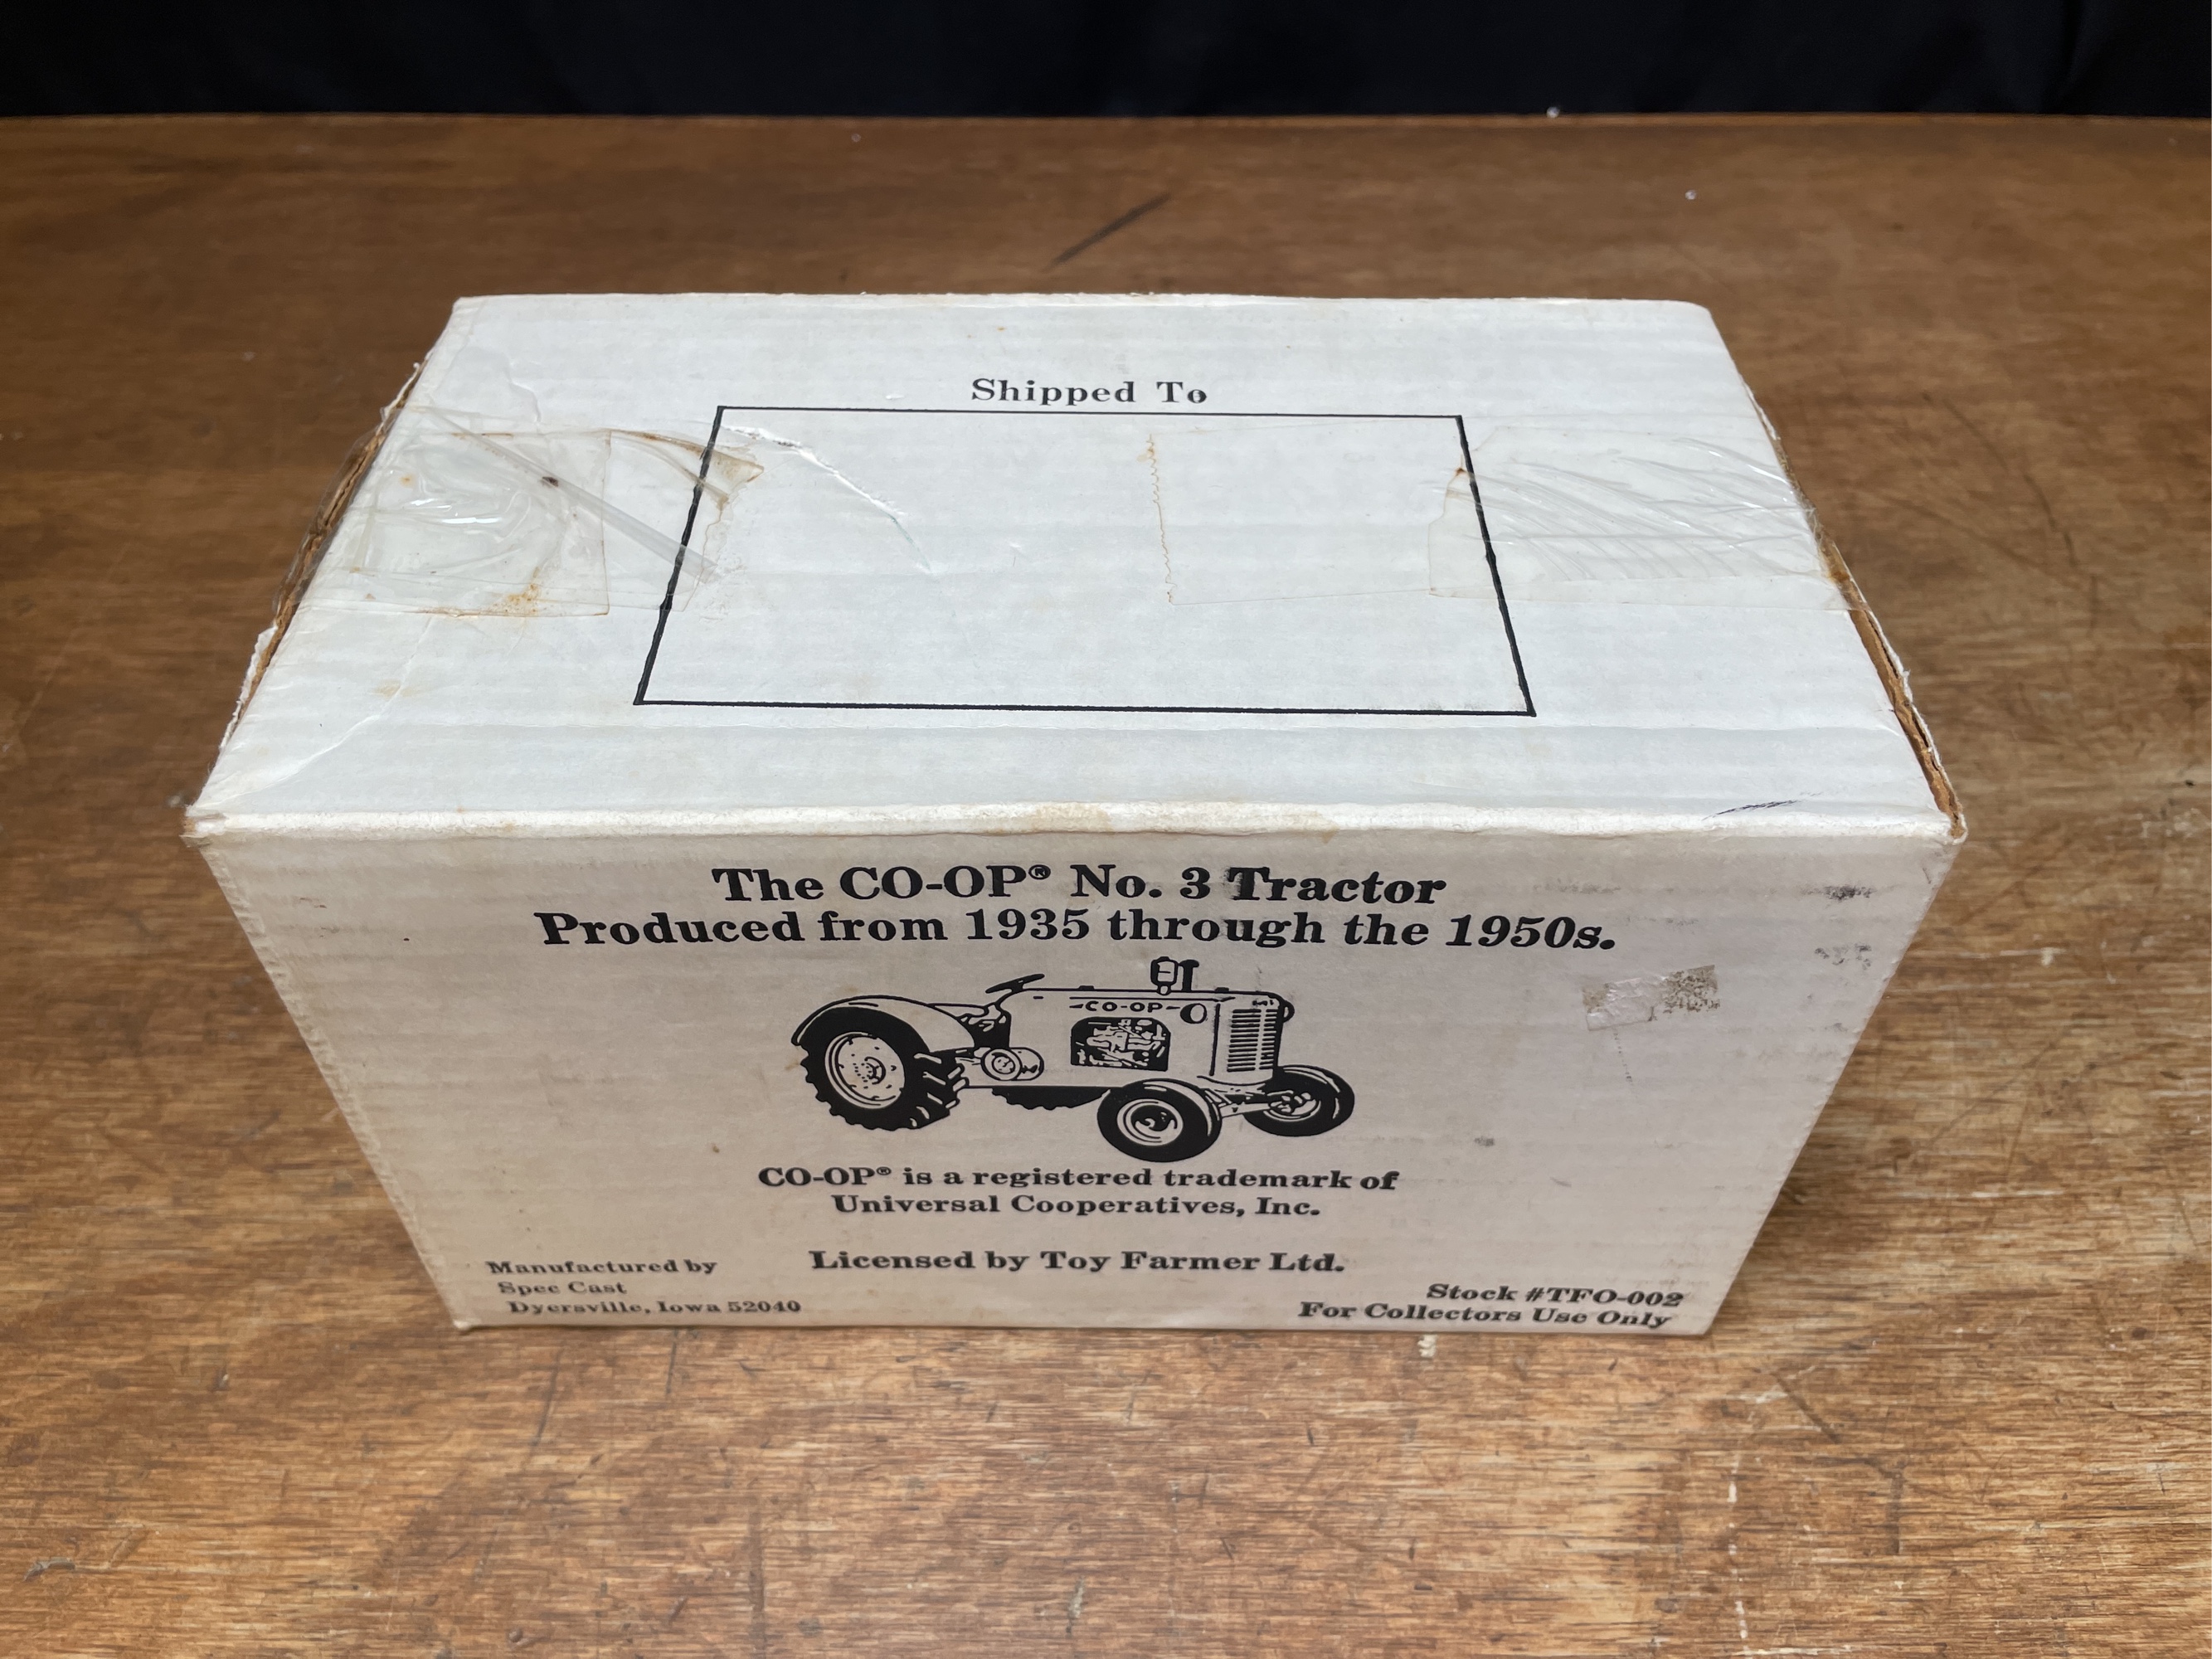 Shipped To
The CO-OP® No. 3 Tractor
Produced from 1935 through the 1950s.
-CO-OP-
CO-OP® is a registered trademark of
Universal Cooperatives, Inc.
Licensed by Toy Farmer Ltd.
Manufactured by
Spec Cast
Dyersville, Iowa 52040
Stock #TFO-002
For Collectors Use Only